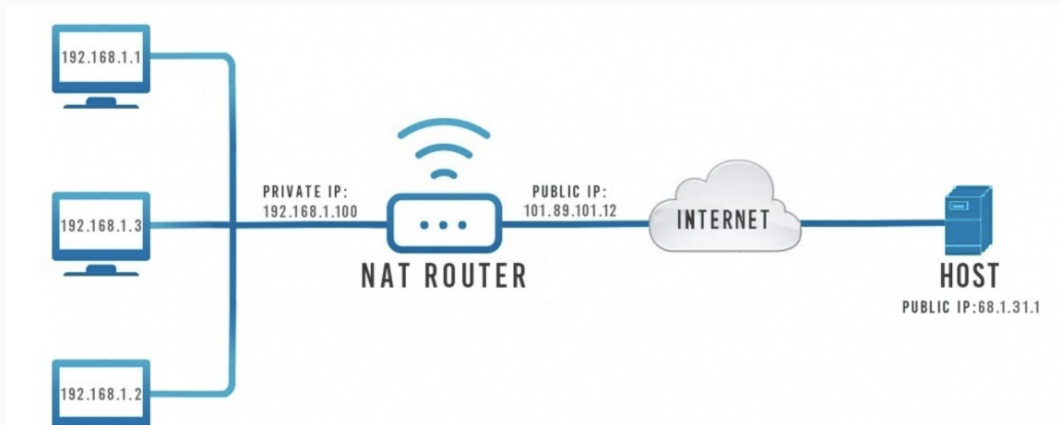 192.168.1.1
192.168.1.3
192.168.1.2
PRIVATE IP:
192.168.1.100
NAT ROUTER
PUBLIC IP:
101.89.101.12
INTERNET
HOST
PUBLIC IP:68.1.31.1